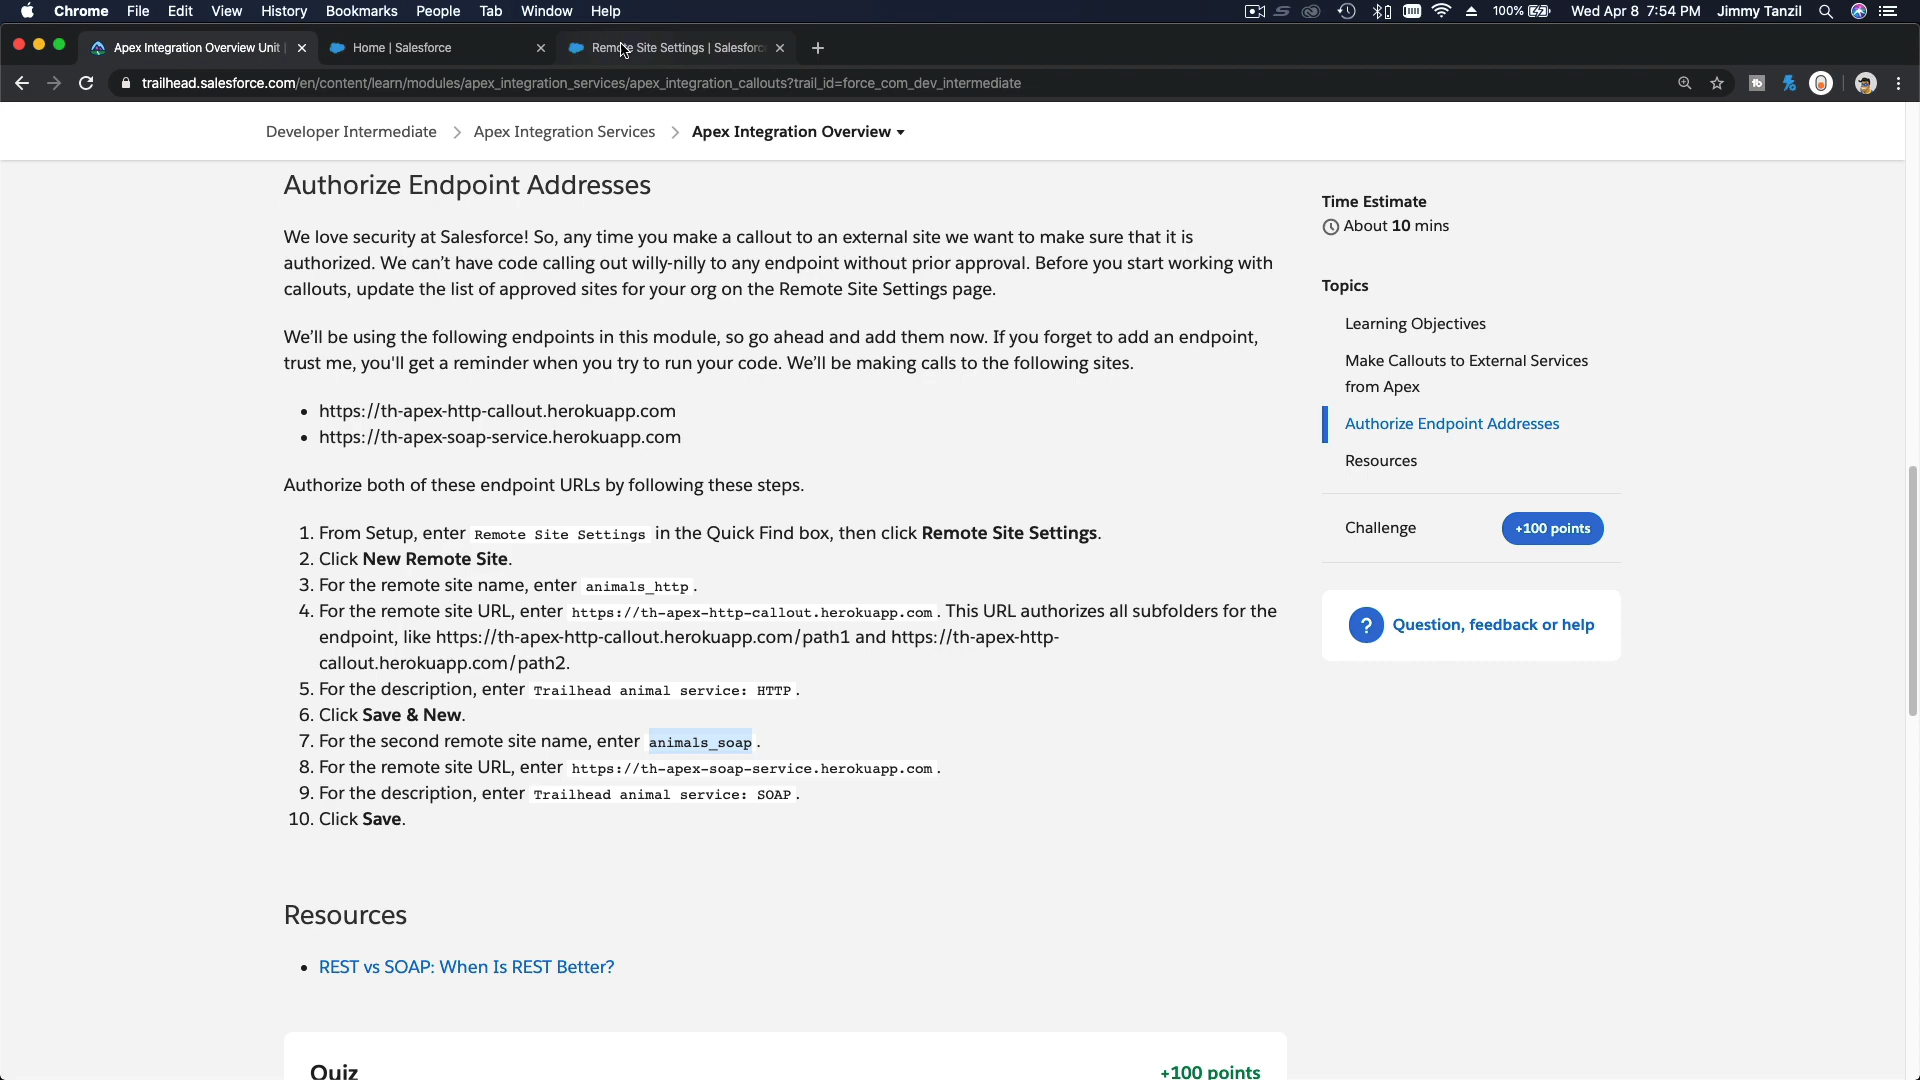 Chrome File Edit View History Bookmarks People Tab Window Help 100% Wed Apr 8 7:54 PM Jimmy Tanzil
Apex Integration Overview Unit Home | Salesforce Remote Site Settings | Salesforce
trailhead.salesforce.com/en/content/learn/modules/apex_integration_services/apex_integration_callouts?trail_id=force_com_dev_intermediate
Developer Intermediate > Apex Integration Services > Apex Integration Overview
Authorize Endpoint Addresses
We love security at Salesforce! So, any time you make a callout to an external site we want to make sure that it is
authorized. We can’t have code calling out willy-nilly to any endpoint without prior approval. Before you start working with
callouts, update the list of approved sites for your org on the Remote Site Settings page.
We’ll be using the following endpoints in this module, so go ahead and add them now. If you forget to add an endpoint,
trust me, you'll get a reminder when you try to run your code. We’ll be making calls to the following sites.
• https://th-apex-http-callout.herokuapp.com
• https://th-apex-soap-service.herokuapp.com
Authorize both of these endpoint URLs by following these steps.
1. From Setup, enter Remote Site Settings in the Quick Find box, then click Remote Site Settings.
2. Click New Remote Site.
3. For the remote site name, enter animals_http.
4. For the remote site URL, enter https://th-apex-http-callout.herokuapp.com. This URL authorizes all subfolders for the
endpoint, like https://th-apex-http-callout.herokuapp.com/path1 and https://th-apex-http-
callout.herokuapp.com/path2.
5. For the description, enter Trailhead animal service: HTTP.
6. Click Save & New.
7. For the second remote site name, enter animals_soap.
8. For the remote site URL, enter https://th-apex-soap-service.herokuapp.com.
9. For the description, enter Trailhead animal service: SOAP.
10. Click Save.
Resources
• REST vs SOAP: When Is REST Better?
Quiz +100 points
Time Estimate
About 10 mins
Topics
Learning Objectives
Make Callouts to External Services
from Apex
Authorize Endpoint Addresses
Resources
Challenge +100 points
? Question, feedback or help